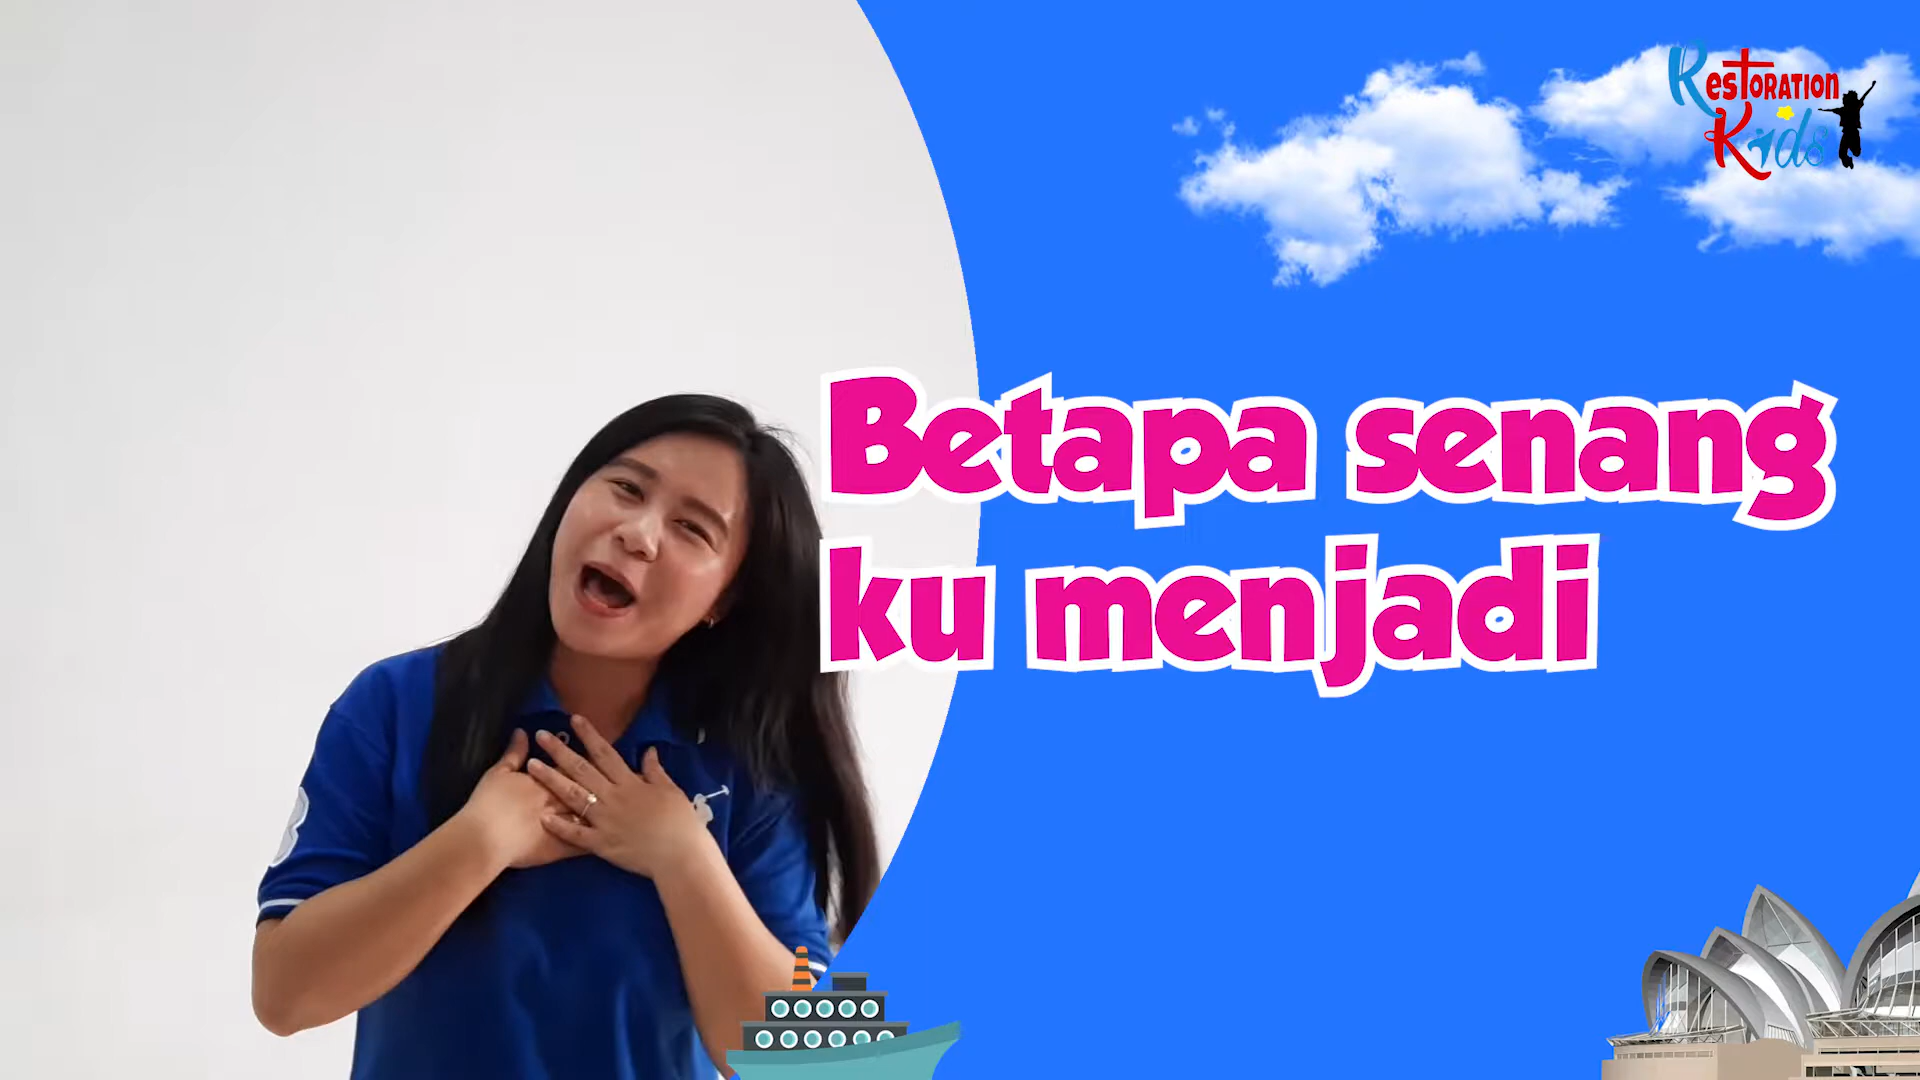 Restoration
Kids
Betapa senang
ku menjadi